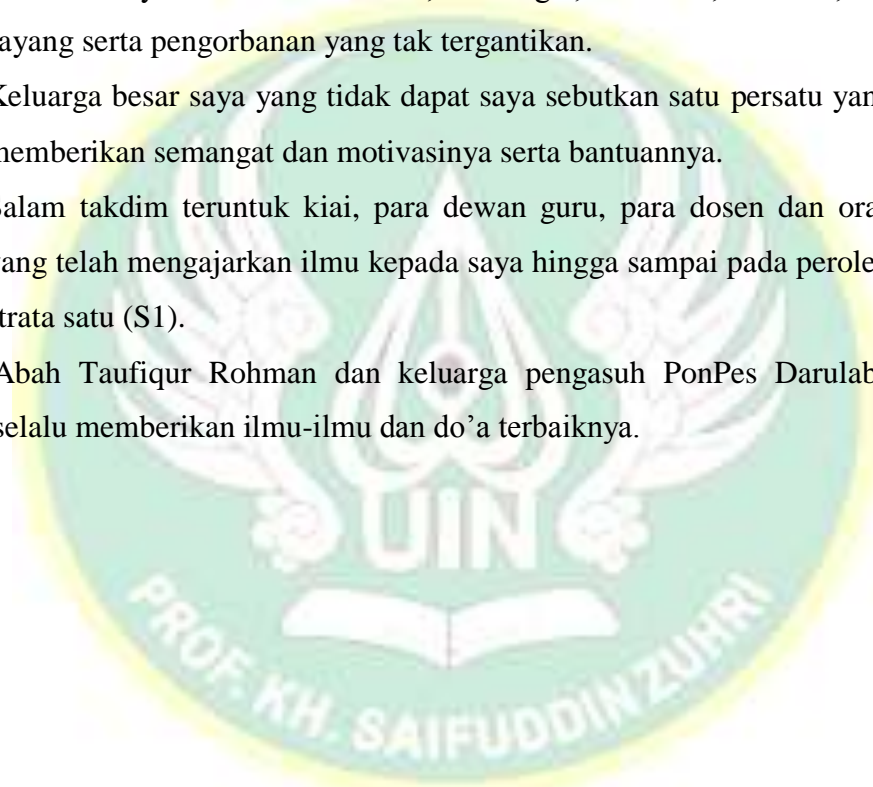 ayang serta pengorbanan yang tak tergantikan.
Keluarga besar saya yang tidak dapat saya sebutkan satu persatu yan
memberikan semangat dan motivasinya serta bantuannya.
Salam takdim teruntuk kiai, para dewan guru, para dosen dan ora
yang telah mengajarkan ilmu kepada saya hingga sampai pada perole
trata satu (S1).
Abah Taufiqur Rohman dan keluarga pengasuh PonPes Darulab
selalu memberikan ilmu-ilmu dan do’a terbaiknya.
UIN
PROF. KH. SAIFUDDIN ZUHRI